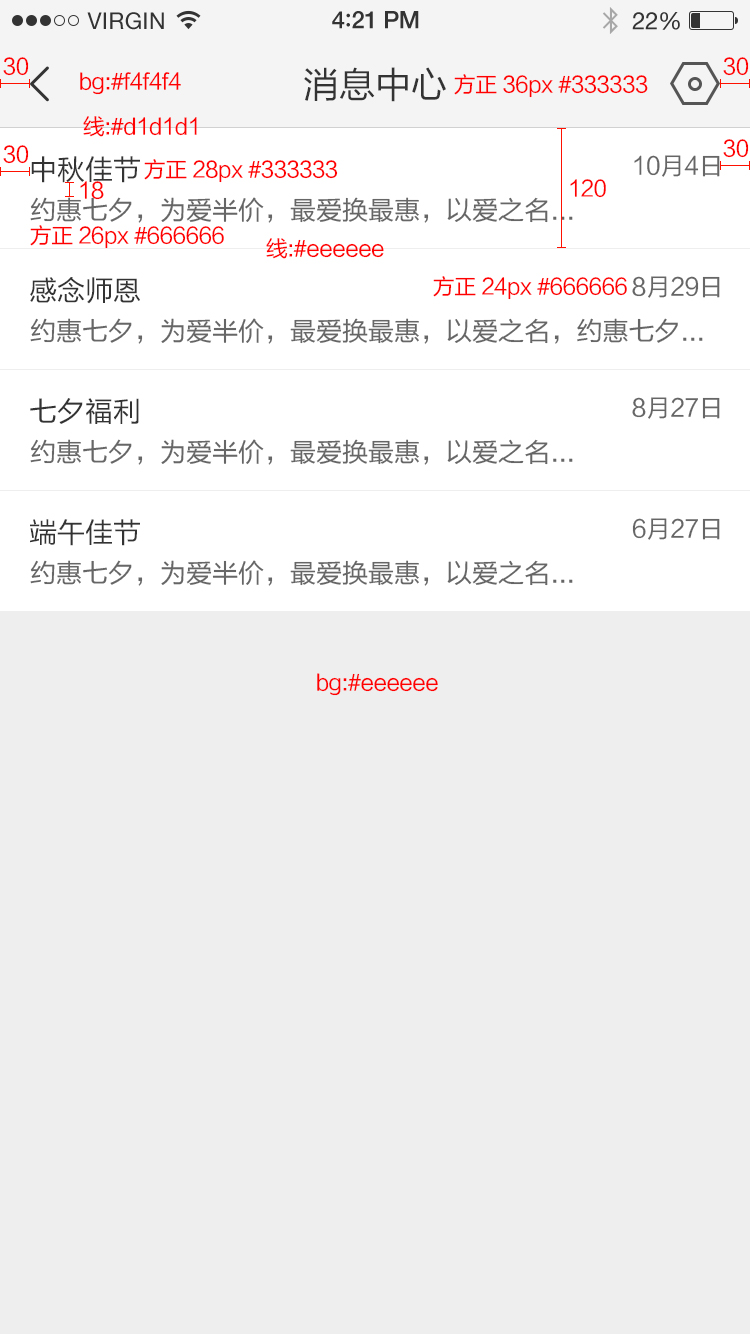 VIRGIN 4:21 PM 22%
30 bg:#f4f4f4 消息中心 方正 36px #333333 30
线:#d1d1d1
30 中秋佳节 方正 28px #333333 10月4日 30
18 120
约惠七夕，为爱半价，最爱换最惠，以爱之名...
方正 26px #666666
线:#eeeeee
感念师恩 方正 24px #666666 8月29日
约惠七夕，为爱半价，最爱换最惠，以爱之名，约惠七夕...
七夕福利 8月27日
约惠七夕，为爱半价，最爱换最惠，以爱之名...
端午佳节 6月27日
约惠七夕，为爱半价，最爱换最惠，以爱之名...
bg:#eeeeee